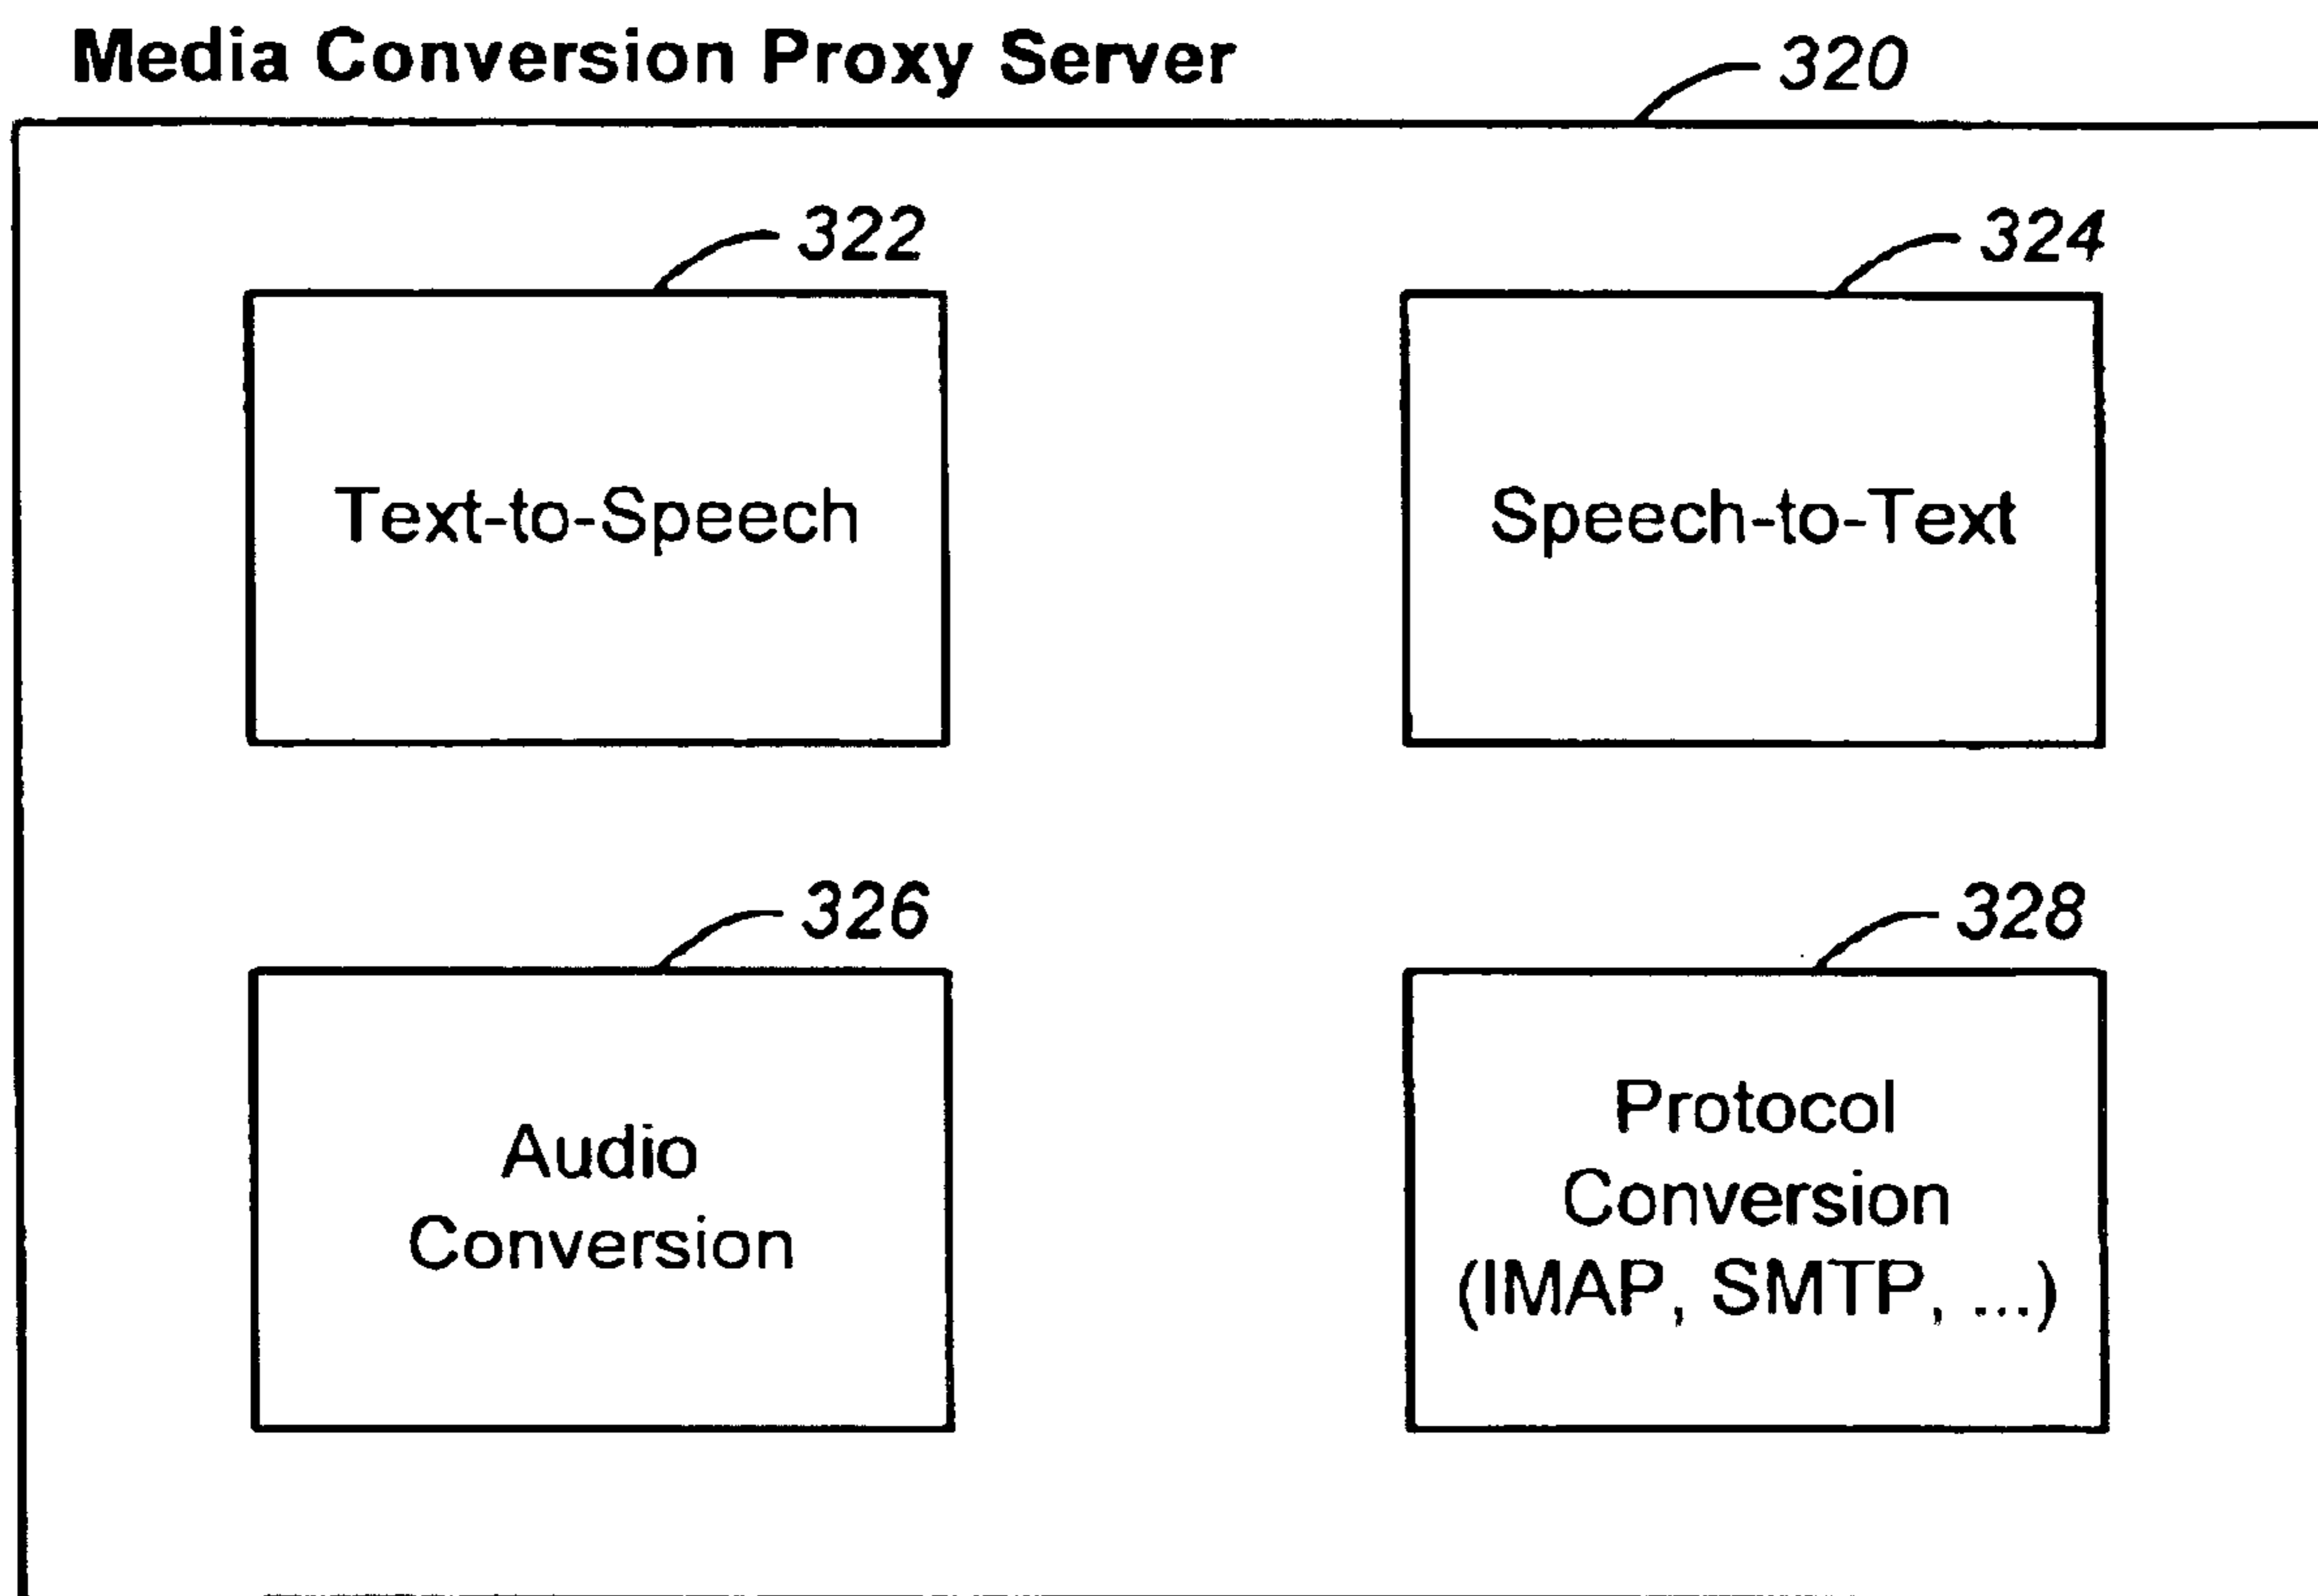 Media Conversion Proxy Server
320
322
324
Text-to-Speech
Speech-to-Text
326
328
Audio
Conversion
Protocol
Conversion
(IMAP, SMTP, ...)